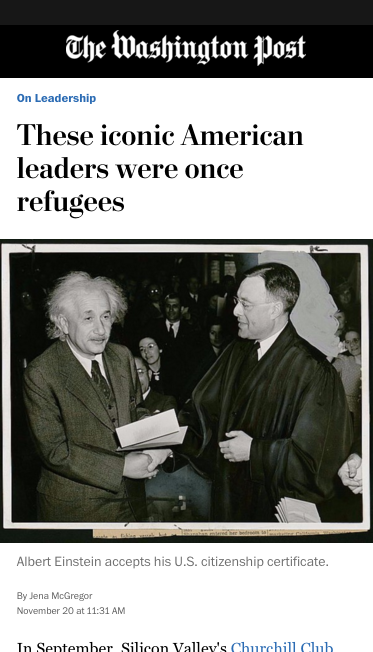 The Washington Post
On Leadership
These iconic American
leaders were once
refugees
Albert Einstein accepts his U.S. citizenship certificate.
By Jena McGregor
November 20 at 11:31 AM
In September, Silicon Valley's Churchill Club